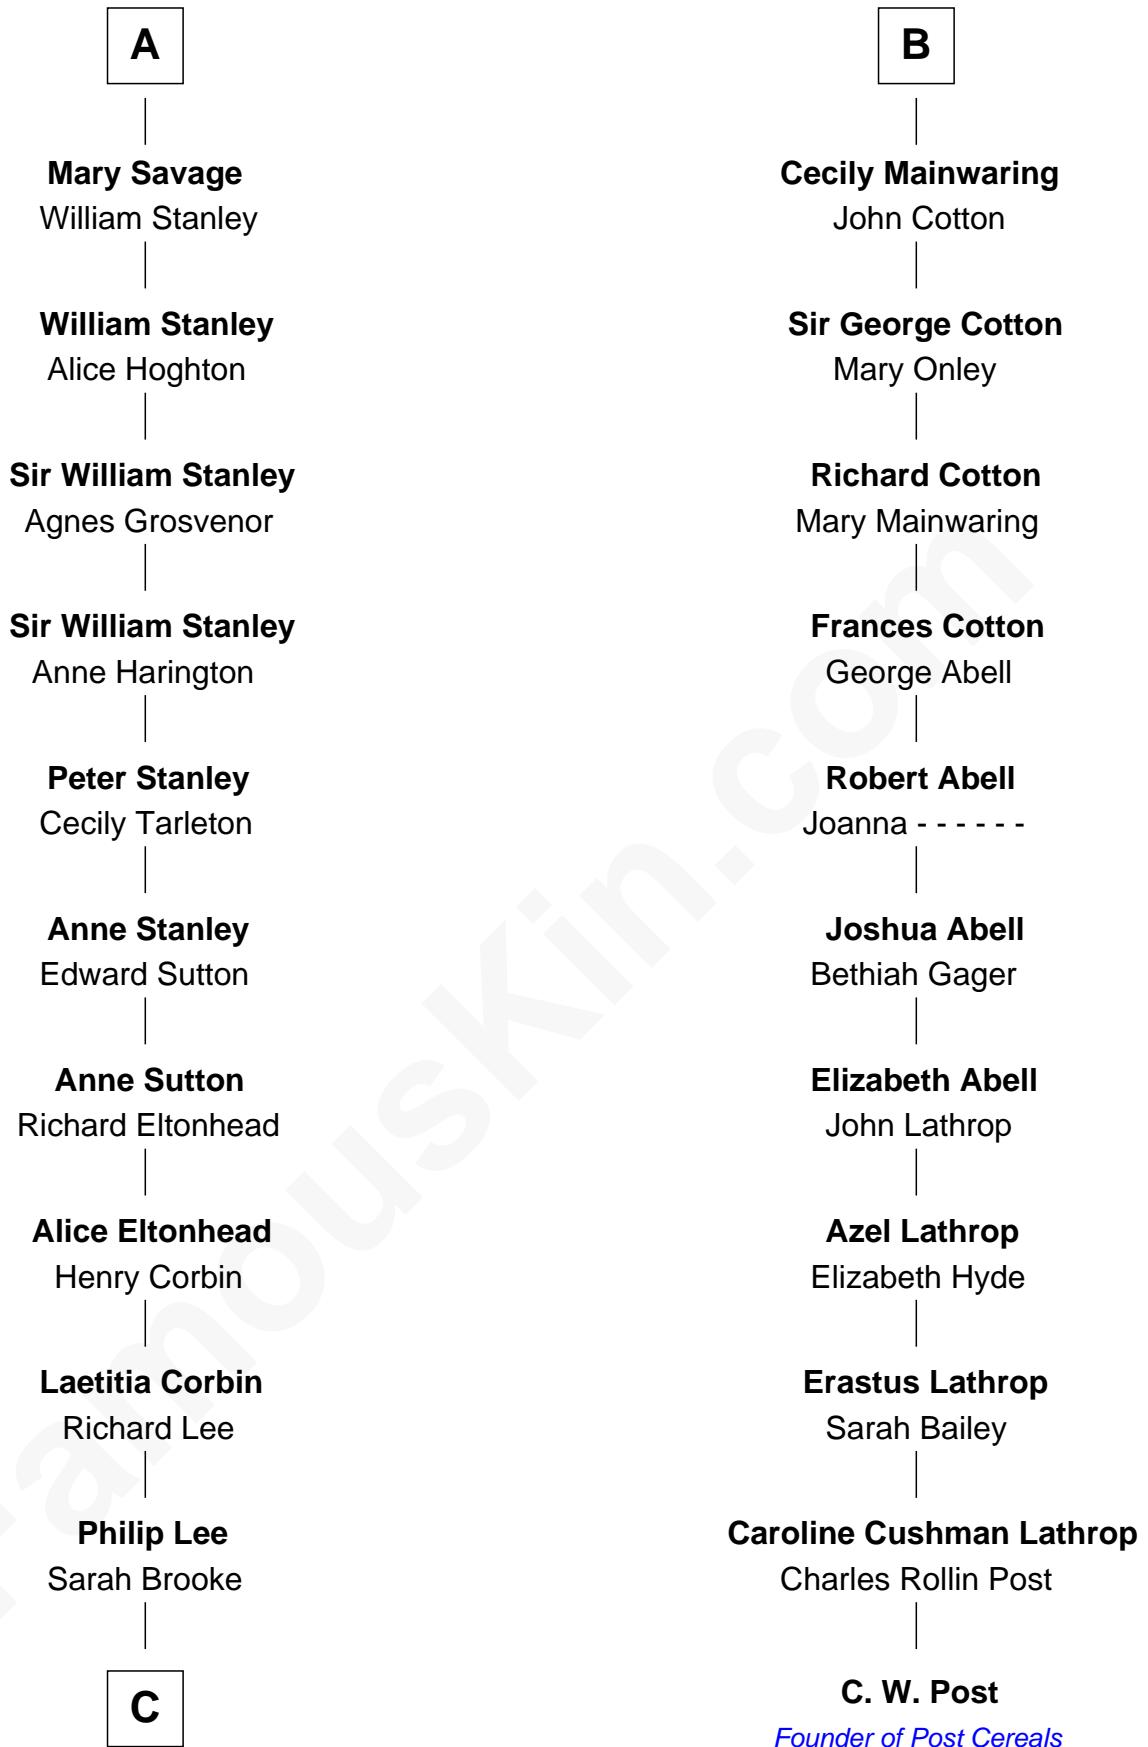 A
Mary Savage
William Stanley
William Stanley
Alice Hoghton
Sir William Stanley
Agnes Grosvenor
Sir William Stanley
Anne Harington
Peter Stanley
Cecily Tarleton
Anne Stanley
Edward Sutton
Anne Sutton
Richard Eltonhead
Alice Eltonhead
Henry Corbin
Laetitia Corbin
Richard Lee
Philip Lee
Sarah Brooke
C
B
Cecily Mainwaring
John Cotton
Sir George Cotton
Mary Onley
Richard Cotton
Mary Mainwaring
Frances Cotton
George Abell
Robert Abell
Joanna - - - - - -
Joshua Abell
Bethiah Gager
Elizabeth Abell
John Lathrop
Azel Lathrop
Elizabeth Hyde
Erastus Lathrop
Sarah Bailey
Caroline Cushman Lathrop
Charles Rollin Post
C. W. Post
Founder of Post Cereals
FamousKin.com